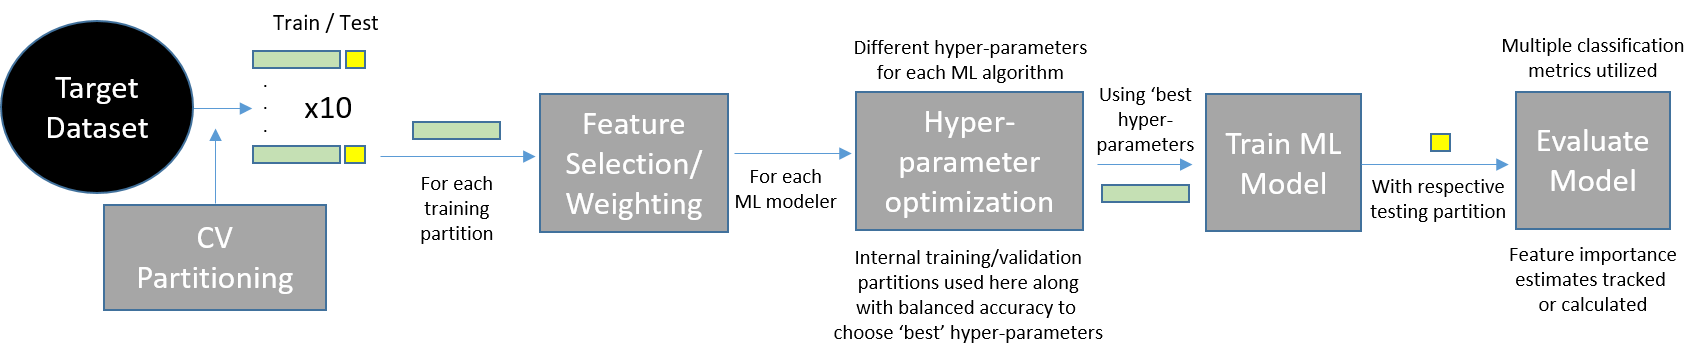 Target
Dataset
CV
Partitioning
Train / Test
x10
For each
training
partition
Feature
Selection/
Weighting
For each
ML modeler
Different hyper-parameters
for each ML algorithm
Hyper-
parameter
optimization
Internal training/validation
partitions used here along
with balanced accuracy to
choose ‘best’ hyper-parameters
Using ‘best
hyper-
parameters
Train ML
Model
With respective
testing partition
Multiple classification
metrics utilized
Evaluate
Model
Feature importance
estimates tracked
or calculated